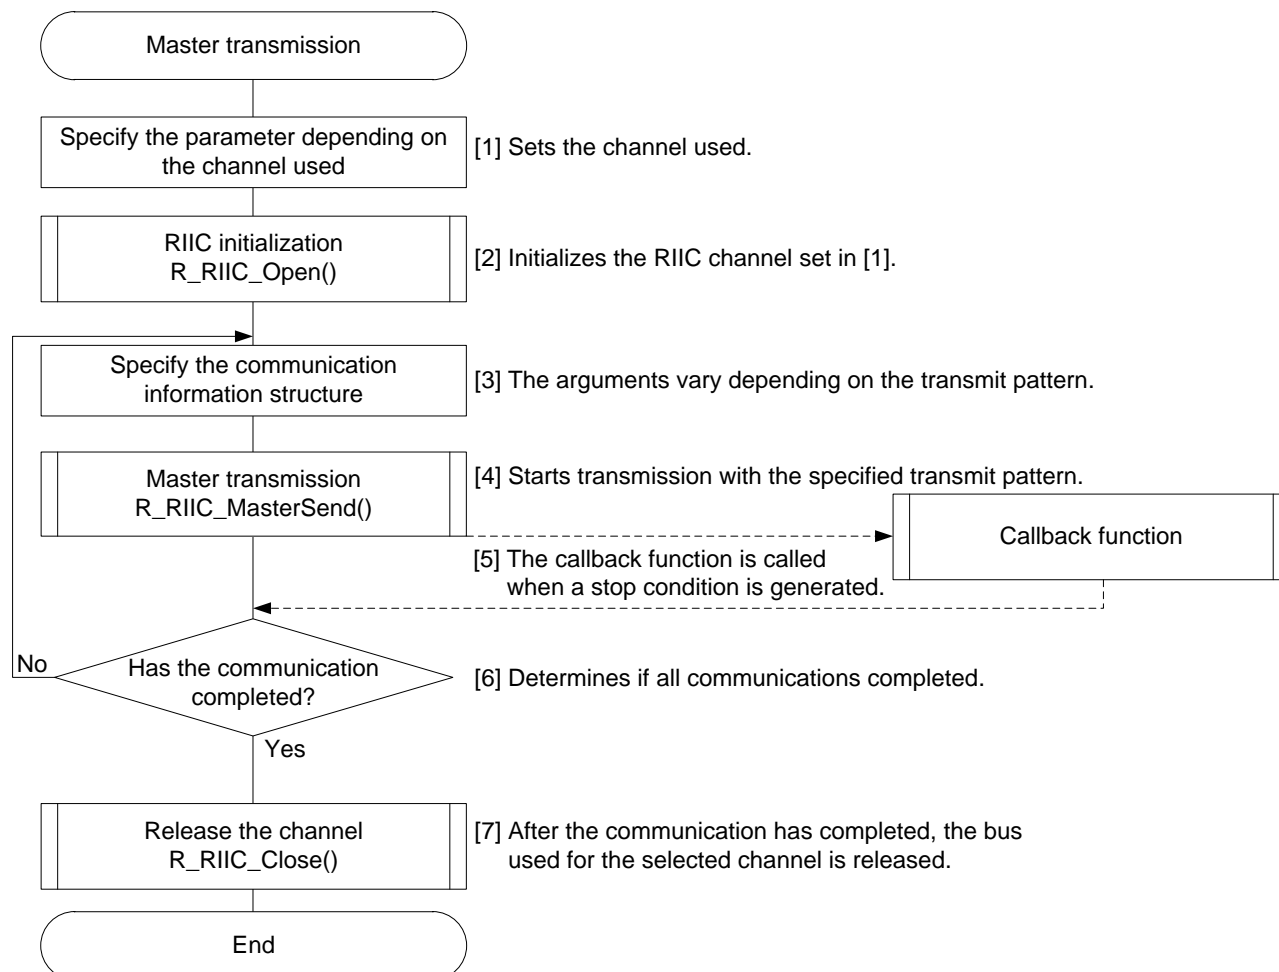 Master transmission
Specify the parameter depending on
the channel used
[1] Sets the channel used.
RIIC initialization
R_RIIC_Open()
[2] Initializes the RIIC channel set in [1].
Specify the communication
information structure
[3] The arguments vary depending on the transmit pattern.
Master transmission
R_RIIC_MasterSend()
[4] Starts transmission with the specified transmit pattern.
Callback function
[5] The callback function is called
when a stop condition is generated.
No
Has the communication
completed?
[6] Determines if all communications completed.
Yes
Release the channel
R_RIIC_Close()
[7] After the communication has completed, the bus
used for the selected channel is released.
End